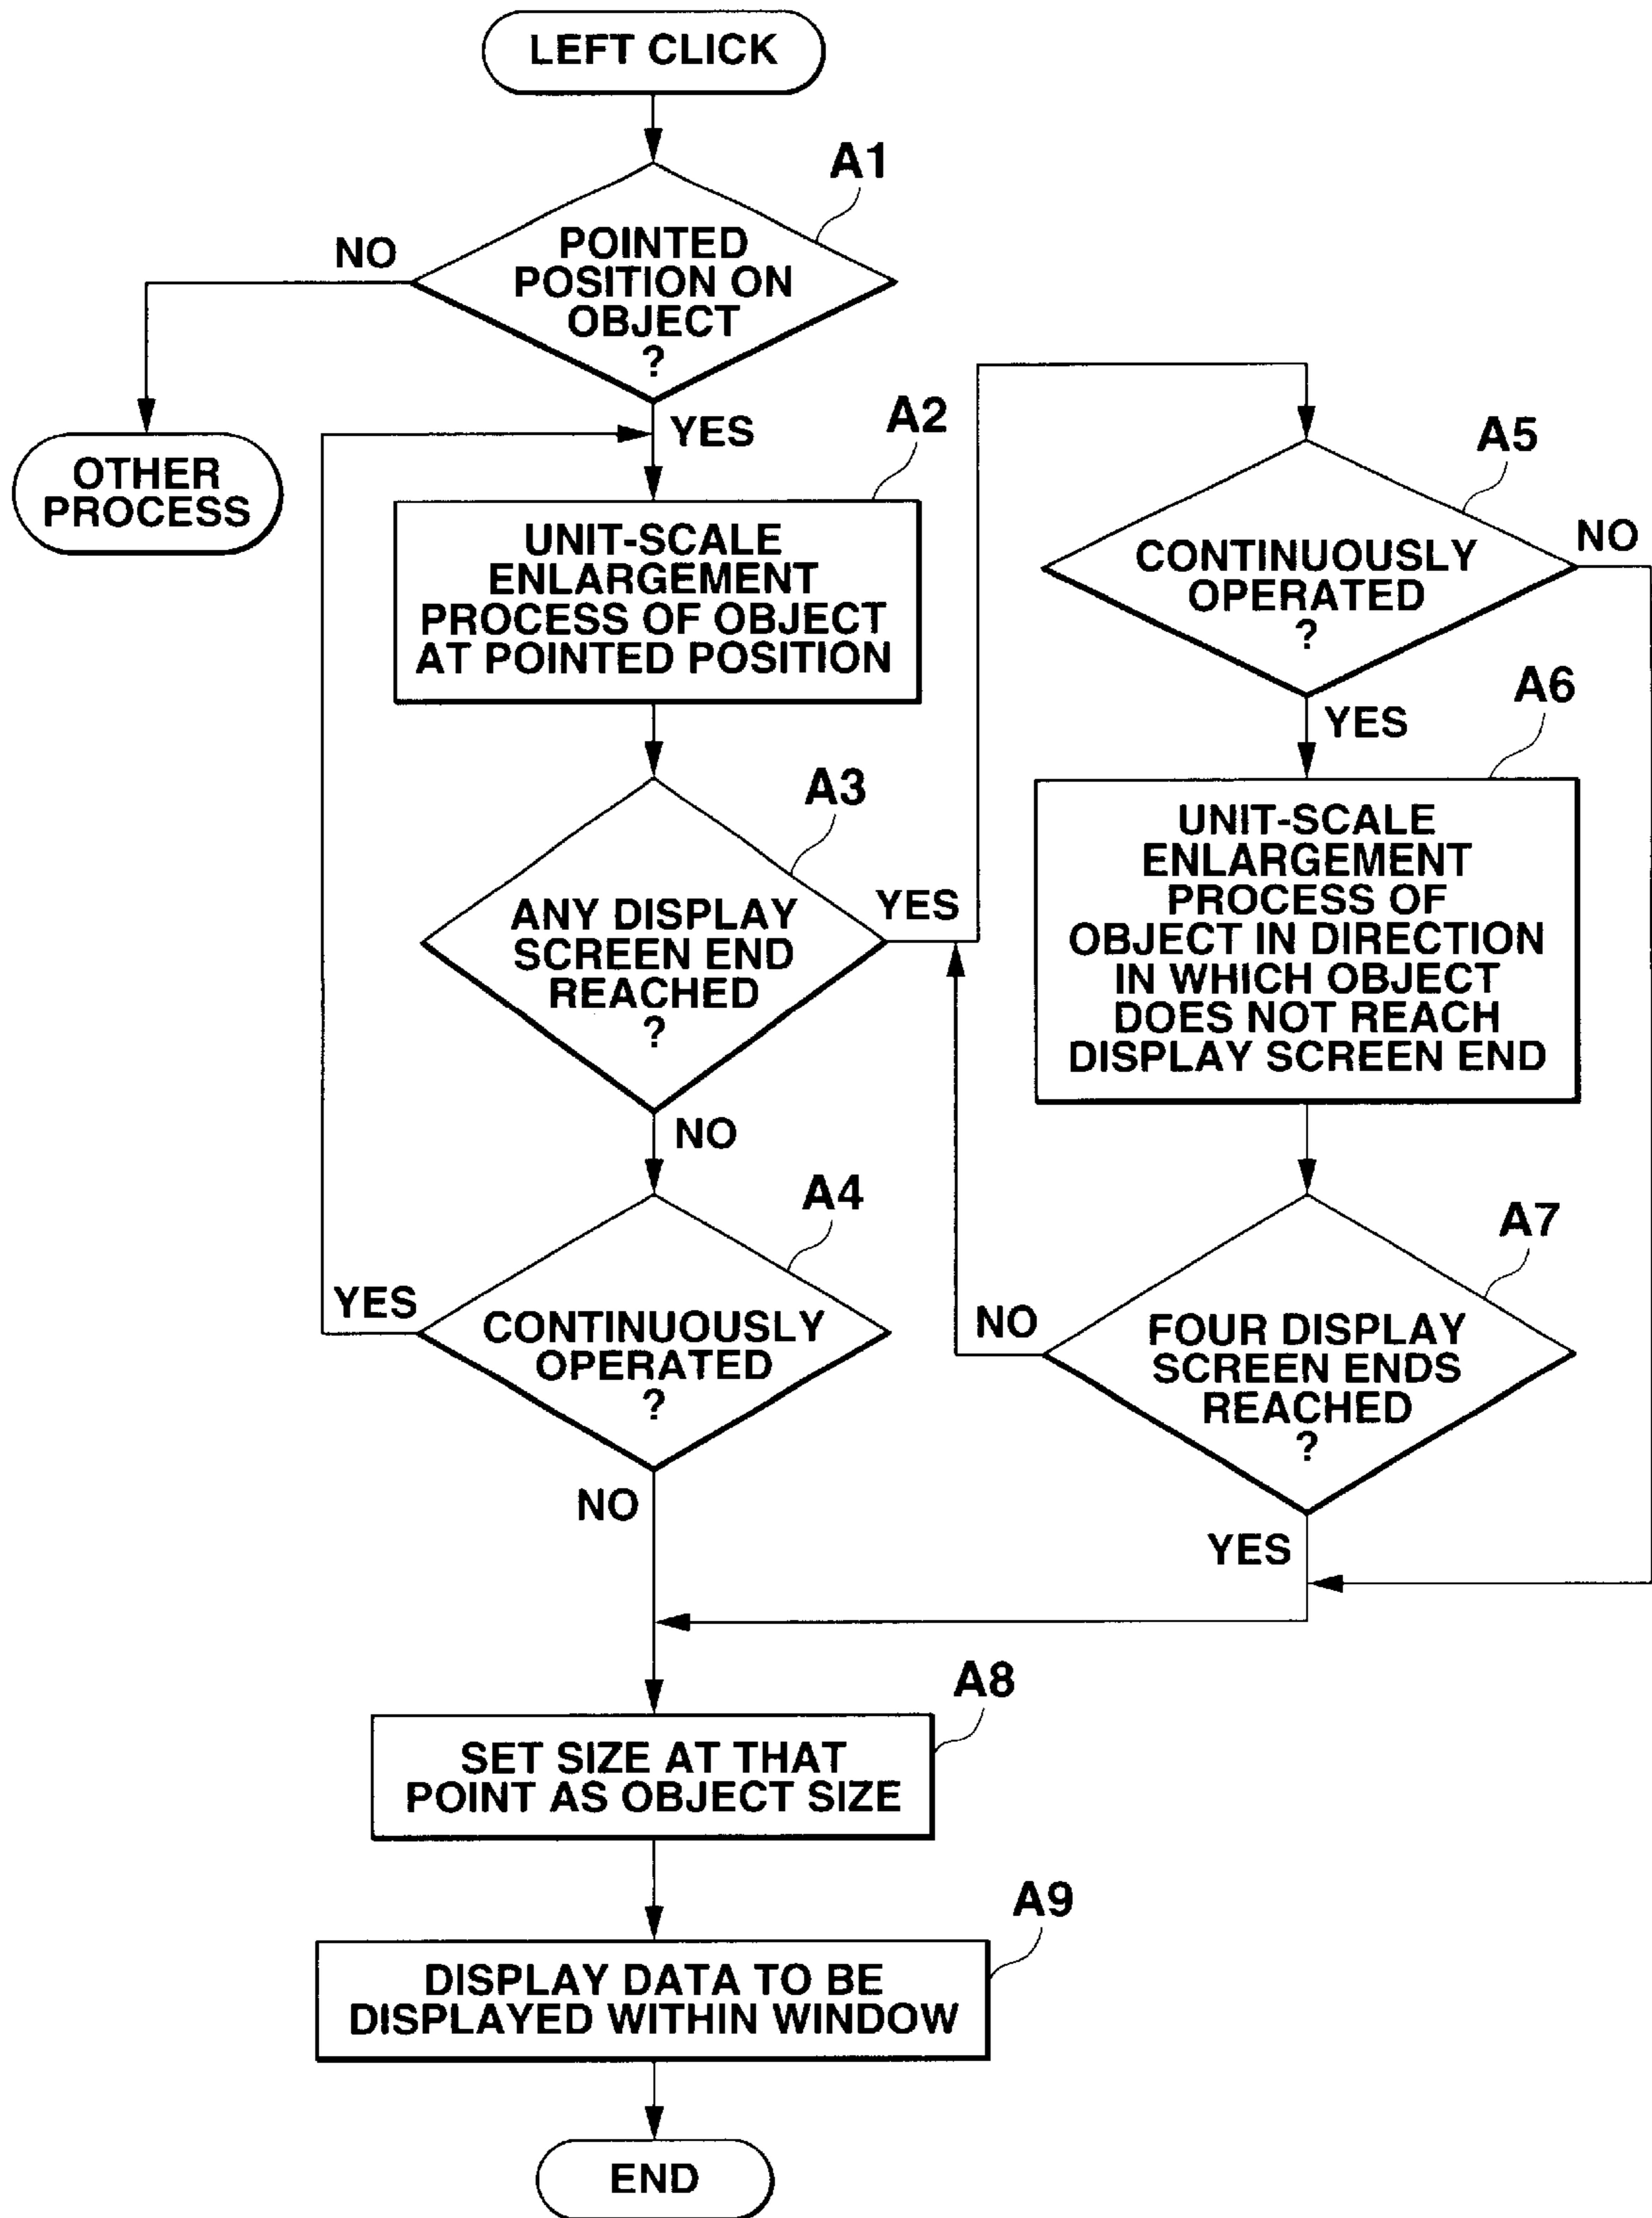 LEFT CLICK
A1
POINTED
POSITION ON
OBJECT
?
NO
YES
OTHER
PROCESS
A2
UNIT-SCALE
ENLARGEMENT
PROCESS OF OBJECT
AT POINTED POSITION
A3
ANY DISPLAY
SCREEN END
REACHED
?
YES
NO
A4
CONTINUOUSLY
OPERATED
?
YES
NO
A5
CONTINUOUSLY
OPERATED
?
NO
YES
A6
UNIT-SCALE
ENLARGEMENT
PROCESS OF
OBJECT IN DIRECTION
IN WHICH OBJECT
DOES NOT REACH
DISPLAY SCREEN END
A7
FOUR DISPLAY
SCREEN ENDS
REACHED
?
NO
YES
A8
SET SIZE AT THAT
POINT AS OBJECT SIZE
A9
DISPLAY DATA TO BE
DISPLAYED WITHIN WINDOW
END